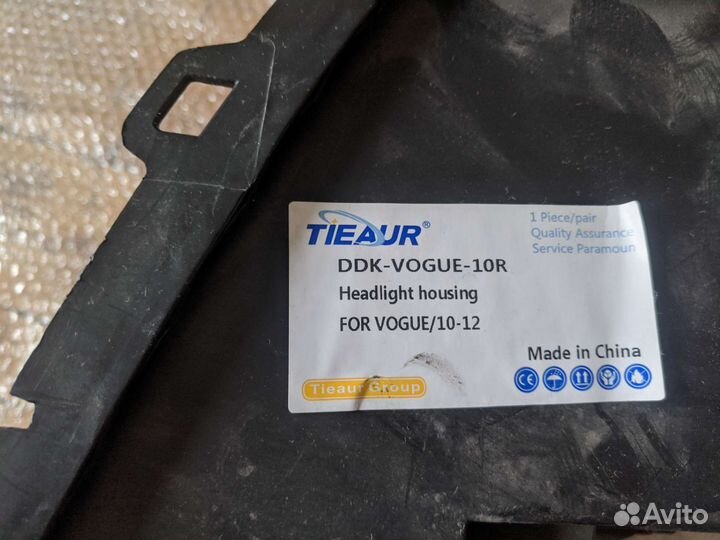 TIEAUR®
1 Piece/pair
Quality Assurance
Service Paramoun
DDK-VOGUE-10R
Headlight housing
FOR VOGUE/10-12
Made in China
Tieaur Group
CE
Avito